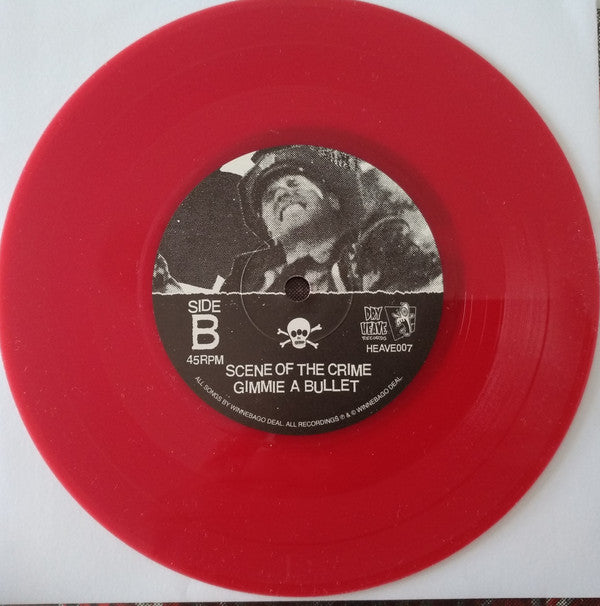 SIDE
B
45RPM
DRY
HEAVE
RECORDS
HEAVE007
SCENE OF THE CRIME
GIMMIE A BULLET
ALL SONGS BY WINNEBAGO DEAL. ALL RECORDINGS ℗ & © WINNEBAGO DEAL.